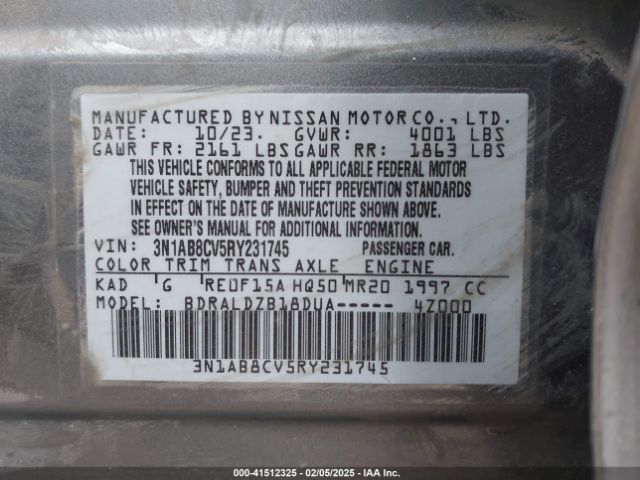 MANUFACTURED BY NISSAN MOTOR CO., LTD.
DATE: 10/23. GVWR: 4001 LBS
GAWR FR: 2161 LBS GAWR RR: 1863 LBS
THIS VEHICLE CONFORMS TO ALL APPLICABLE FEDERAL MOTOR
VEHICLE SAFETY, BUMPER AND THEFT PREVENTION STANDARDS
IN EFFECT ON THE DATE OF MANUFACTURE SHOWN ABOVE.
SEE OWNER'S MANUAL FOR ADDITIONAL INFORMATION.
VIN: 3N1AB8CV5RY231745 PASSENGER CAR.
COLOR TRIM TRANS AXLE ENGINE
KAD G RE0F15A HQ50 MR20 1997 CC
MODEL: BDRALDZB18DUA----- 4Z000
3N1AB8CV5RY231745
000-41512325 | 02/05/2025 | IAA, Inc.